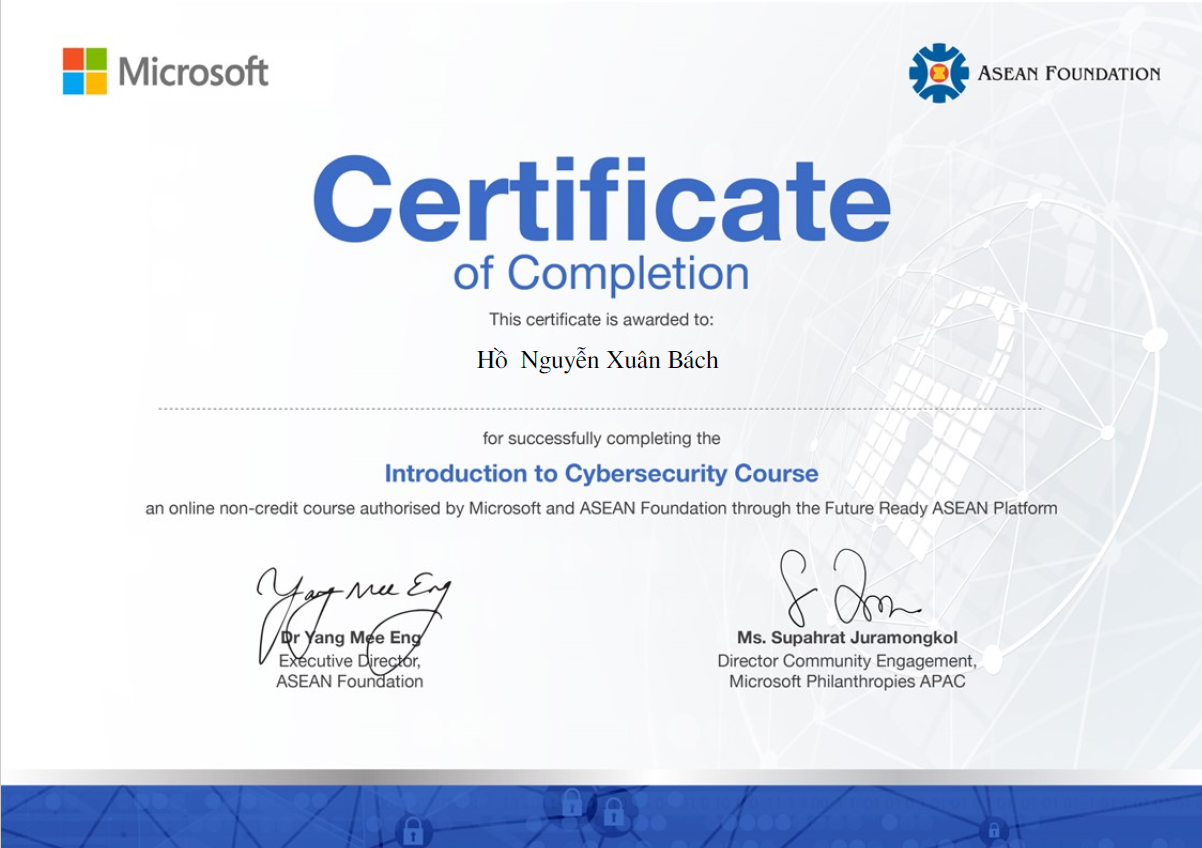 Microsoft
ASEAN FOUNDATION
Certificate
of Completion
This certificate is awarded to:
Hồ  Nguyễn Xuân Bách
for successfully completing the
Introduction to Cybersecurity Course
an online non-credit course authorised by Microsoft and ASEAN Foundation through the Future Ready ASEAN Platform
Yang Mee Eng
Dr Yang Mee Eng
Executive Director,
ASEAN Foundation
Ms. Supahrat Juramongkol
Director Community Engagement,
Microsoft Philanthropies APAC